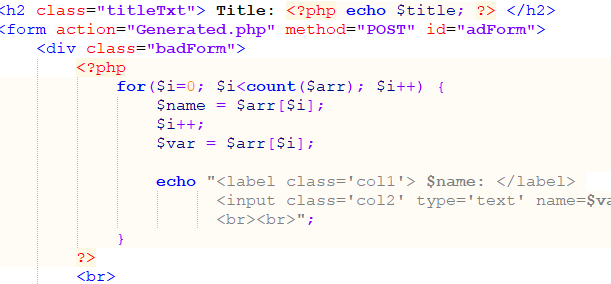 <h2 class="titleTxt"> Title: <?php echo $title; ?> </h2>
<form action="Generated.php" method="POST" id="adForm">
<div class="badForm">
<?php
for($i=0; $i<count($arr); $i++) {
$name = $arr[$i];
$i++;
$var = $arr[$i];
echo "<label class='col1'> $name: </label>
<input class='col2' type='text' name=$va
<br><br>";
}
?>
<br>